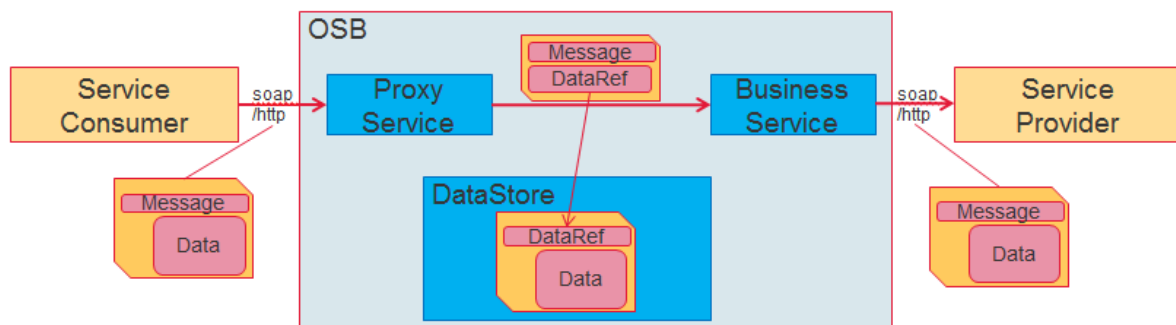 OSB
Message
DataRef
Service
Consumer
soap
/http
Proxy
Service
Business
Service
soap
/http
Service
Provider
Message
Data
DataStore
DataRef
Data
Message
Data